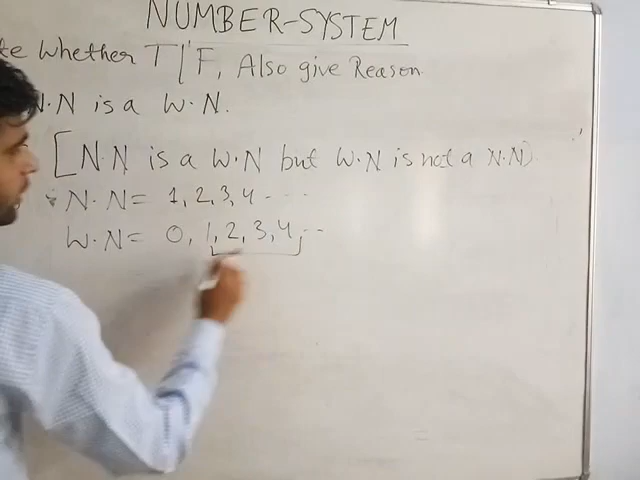 NUMBER-SYSTEM
te Whether T/F, Also give Reason.
N.N is a W.N.
[N.N is a W.N but W.N is not a N.N)
N.N= 1, 2, 3, 4 - - - -
W.N= 0, 1, 2, 3, 4, - -